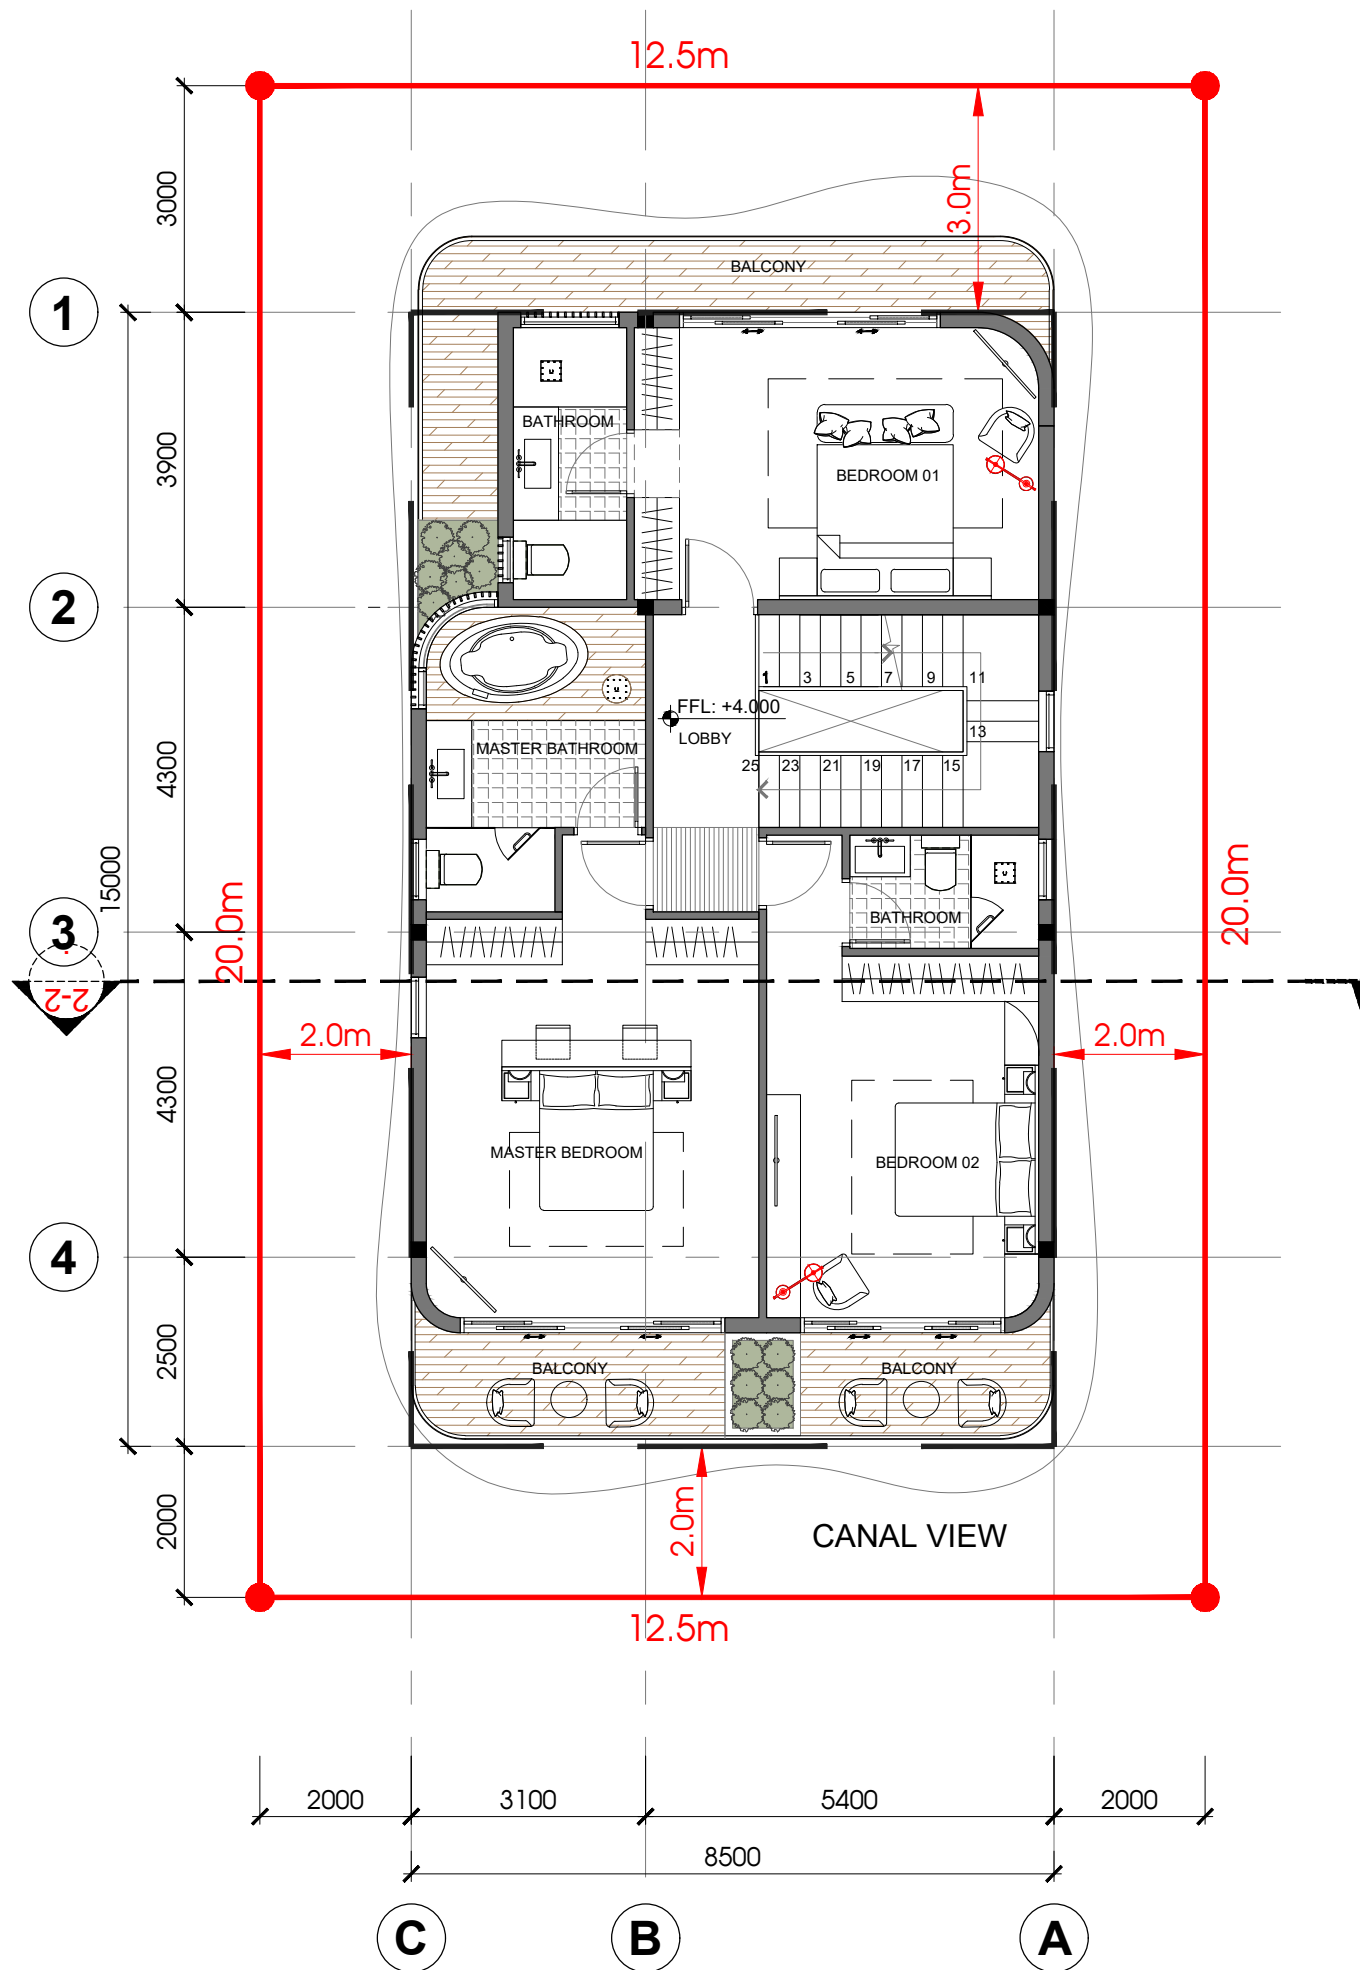 12.5m
3000
3.0m
BALCONY
1
BATHROOM
3900
BEDROOM 01
2
1 3 5 7 9 11
FFL: +4.000
LOBBY
13
MASTER BATHROOM
4300
25 23 21 19 17 15
15000
20.0m
20.0m
BATHROOM
3
2-2
2.0m
2.0m
4300
MASTER BEDROOM
BEDROOM 02
4
2500
BALCONY
BALCONY
2000
2.0m
CANAL VIEW
12.5m
2000 3100 5400 2000
8500
C B A